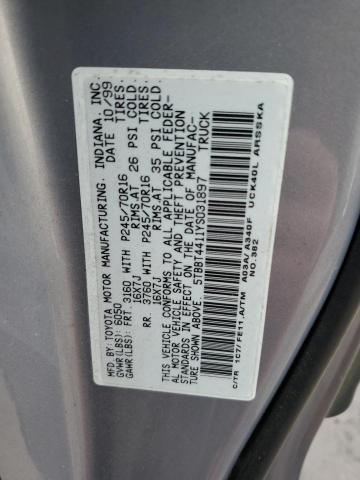 MFD. BY: TOYOTA MOTOR MANUFACTURING, INDIANA, INC.
GVWR(LBS): 6050 DATE 10/99
GAWR(LBS): FRT. 3160 WITH P245/70R16 TIRES,
16X7J RIMS,AT 26 PSI COLD.
RR. 3760 WITH P245/70R16 TIRES,
16X7J RIMS,AT 35 PSI COLD.
THIS VEHICLE CONFORMS TO ALL APPLICABLE FEDER-
AL MOTOR VEHICLE SAFETY AND THEFT PREVENTION
STANDARDS IN EFFECT ON THE DATE OF MANUFAC-
TURE SHOWN ABOVE. TRUCK
5TBBT4411YS031897
C/TR 1C7/FE11.A/TM A03A/A340F UCK40L ARSSKA
NO.382